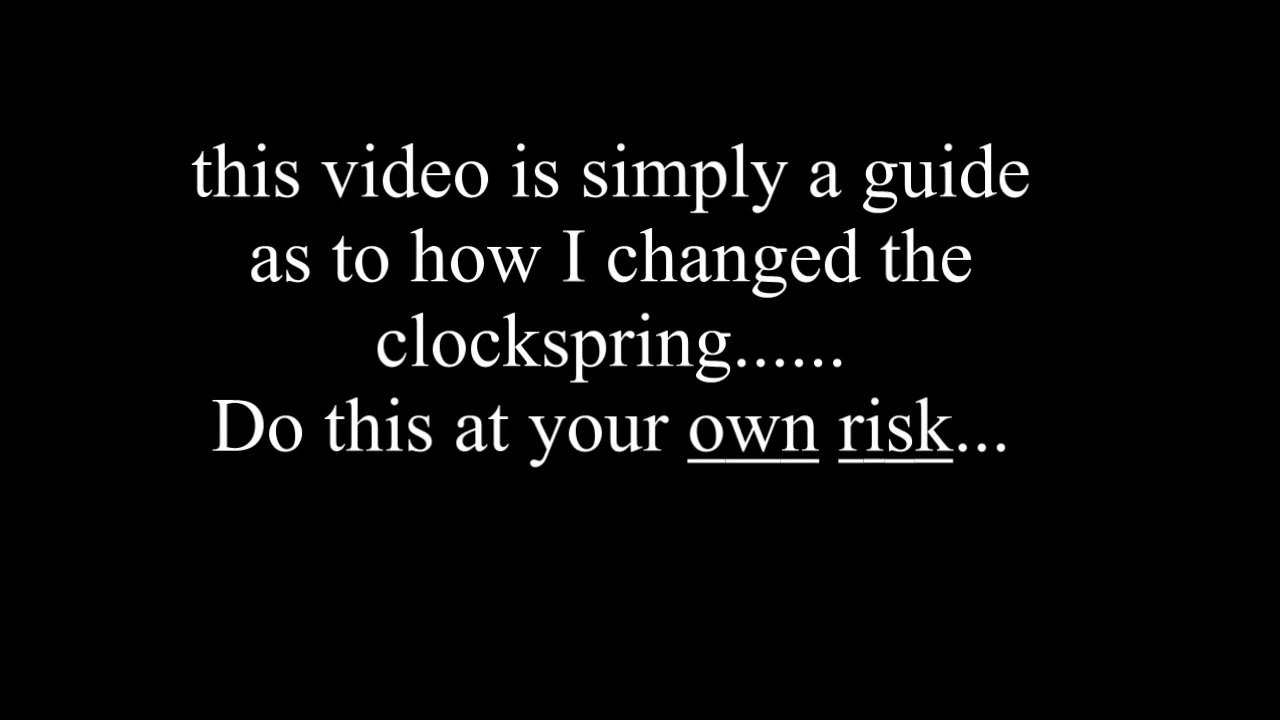 this video is simply a guide
as to how I changed the
clockspring......
Do this at your own risk...